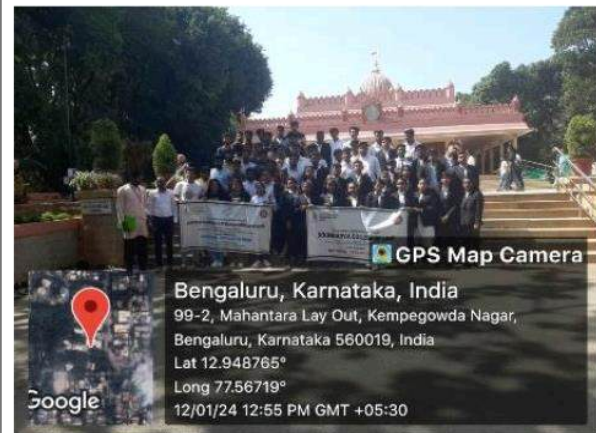 GPS Map Camera
Bengaluru, Karnataka, India
99-2, Mahantara Lay Out, Kempegowda Nagar,
Bengaluru, Karnataka 560019, India
Lat 12.948765°
Long 77.56719°
12/01/24 12:55 PM GMT +05:30
Google